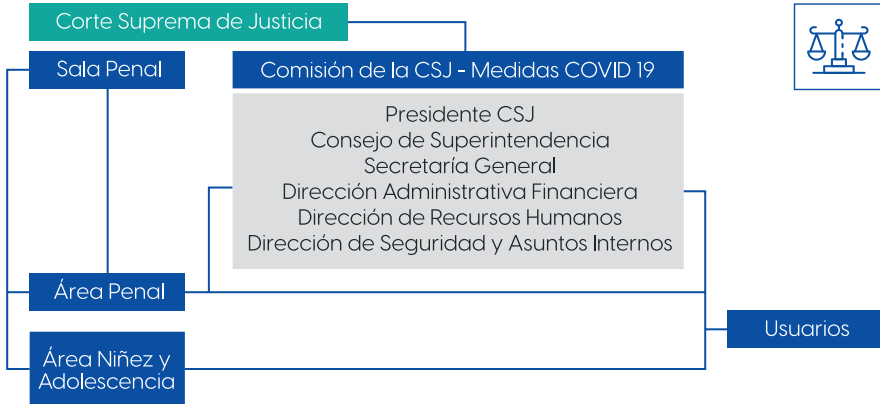 Corte Suprema de Justicia
Sala Penal
Comisión de la CSJ - Medidas COVID 19
Presidente CSJ
Consejo de Superintendencia
Secretaría General
Dirección Administrativa Financiera
Dirección de Recursos Humanos
Dirección de Seguridad y Asuntos Internos
Área Penal
Usuarios
Área Niñez y
Adolescencia